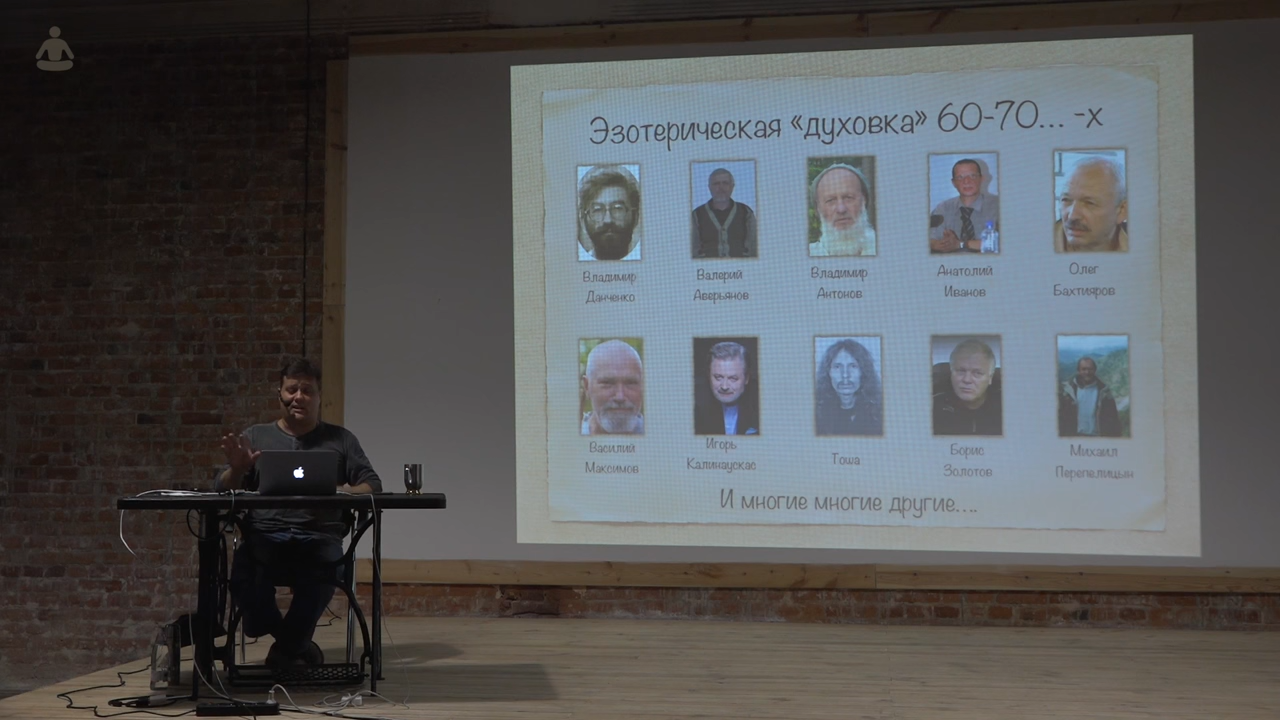 Эзотерическая «духовка» 60-70... -х
Владимир
Данченко
Валерий
Аверьянов
Владимир
Антонов
Анатолий
Иванов
Олег
Бахтияров
Василий
Максимов
Игорь
Калинаускас
Тоша
Борис
Золотов
Михаил
Перепелицын
И многие многие другие....